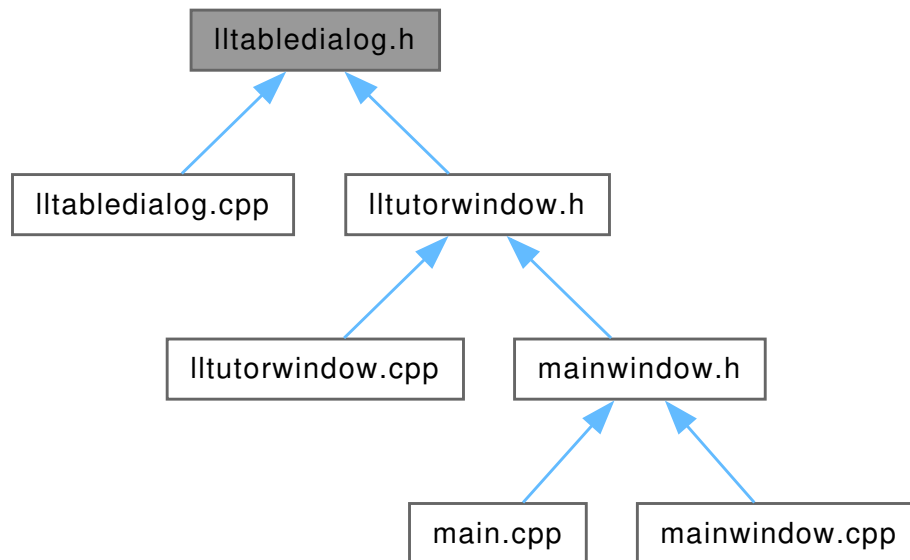 lltabledialog.h
lltabledialog.cpp
lltutorwindow.h
lltutorwindow.cpp
mainwindow.h
main.cpp
mainwindow.cpp